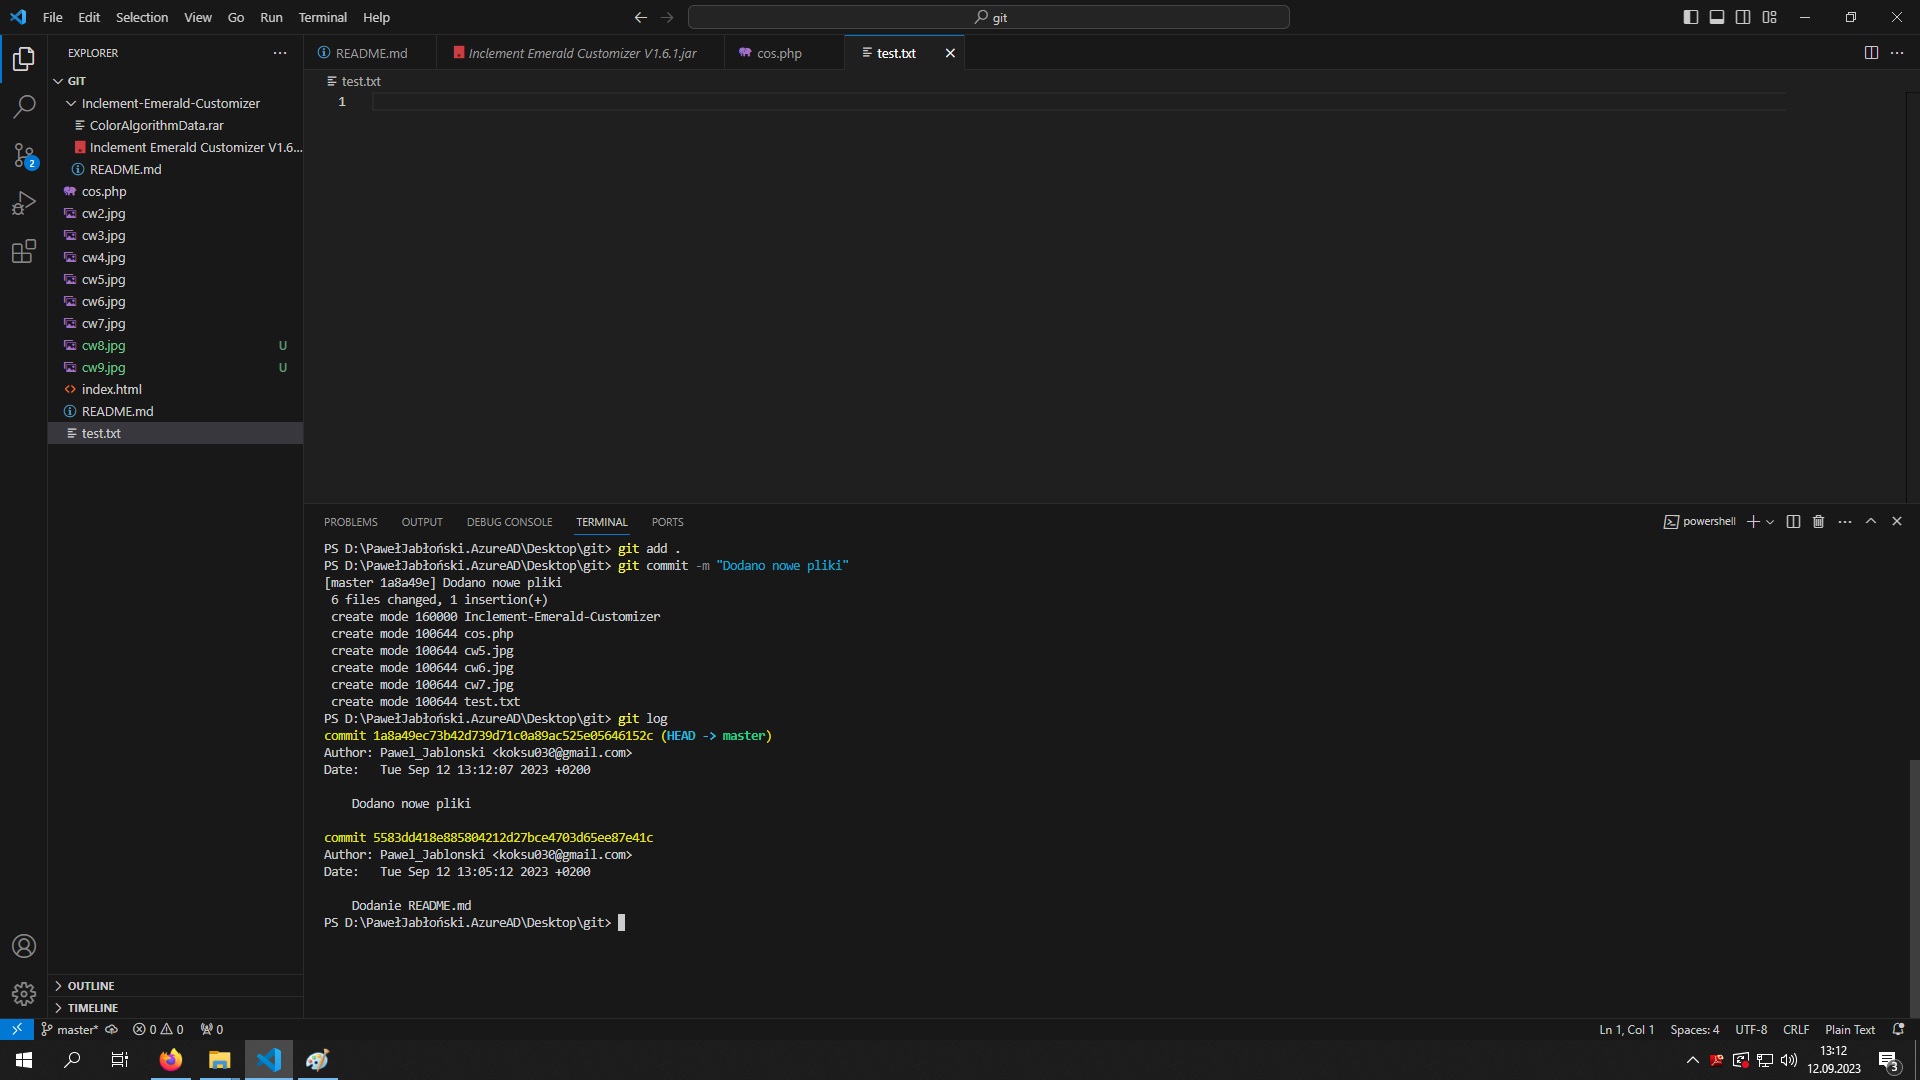 File Edit Selection View Go Run Terminal Help
git
EXPLORER
README.md
Inclement Emerald Customizer V1.6.1.jar
cos.php
test.txt
GIT
Inclement-Emerald-Customizer
ColorAlgorithmData.rar
Inclement Emerald Customizer V1.6...
README.md
cos.php
cw2.jpg
cw3.jpg
cw4.jpg
cw5.jpg
cw6.jpg
cw7.jpg
cw8.jpg U
cw9.jpg U
index.html
README.md
test.txt
OUTLINE
TIMELINE
2
test.txt
1
PROBLEMS OUTPUT DEBUG CONSOLE TERMINAL PORTS
powershell
PS D:\PawełJabłoński.AzureAD\Desktop\git> git add .
PS D:\PawełJabłoński.AzureAD\Desktop\git> git commit -m "Dodano nowe pliki"
[master 1a8a49e] Dodano nowe pliki
6 files changed, 1 insertion(+)
create mode 160000 Inclement-Emerald-Customizer
create mode 100644 cos.php
create mode 100644 cw5.jpg
create mode 100644 cw6.jpg
create mode 100644 cw7.jpg
create mode 100644 test.txt
PS D:\PawełJabłoński.AzureAD\Desktop\git> git log
commit 1a8a49ec73b42d739d71c0a89ac525e05646152c (HEAD -> master)
Author: Pawel_Jablonski <koksu030@gmail.com>
Date: Tue Sep 12 13:12:07 2023 +0200
Dodano nowe pliki
commit 5583dd418e885804212d27bce4703d65ee87e41c
Author: Pawel_Jablonski <koksu030@gmail.com>
Date: Tue Sep 12 13:05:12 2023 +0200
Dodanie README.md
PS D:\PawełJabłoński.AzureAD\Desktop\git>
master* 0 0 0
Ln 1, Col 1 Spaces: 4 UTF-8 CRLF Plain Text
13:12
12.09.2023
3